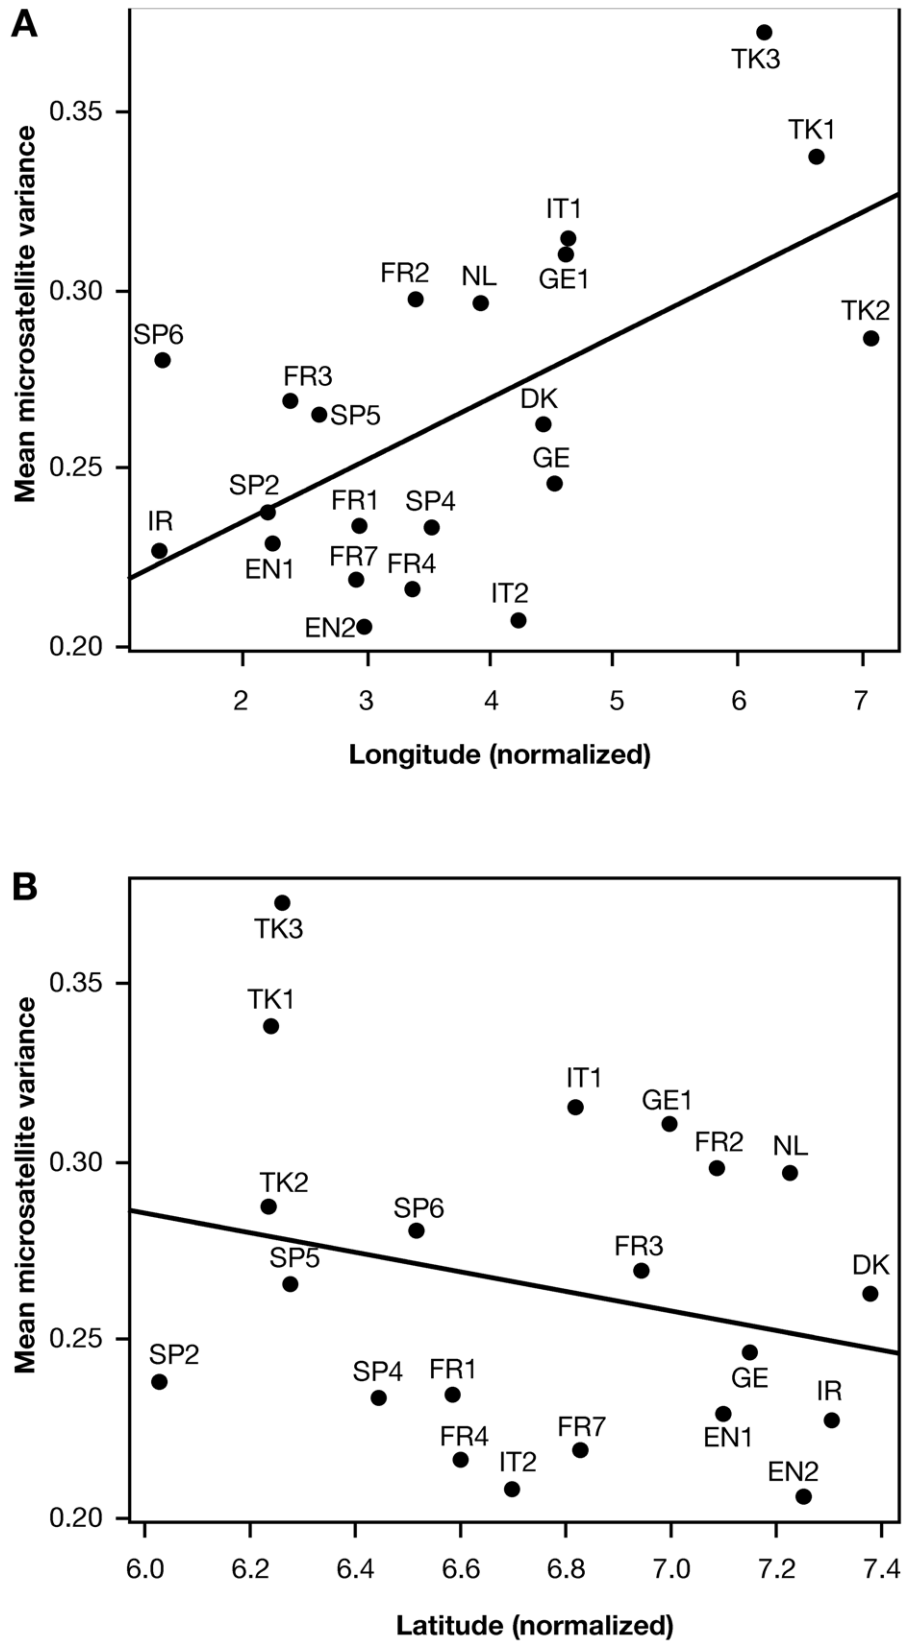 A
TK3
0.35
TK1
IT1
FR2
NL
GE1
0.30
TK2
SP6
FR3
SP5
DK
GE
0.25
SP2
FR1
SP4
IR
EN1
FR7
FR4
IT2
EN2
0.20
2 3 4 5 6 7
Mean microsatellite variance
Longitude (normalized)
B
TK3
0.35
TK1
IT1
GE1
FR2
NL
0.30
TK2
SP6
FR3
SP5
DK
0.25
SP2
SP4
FR1
GE
IR
FR4
FR7
EN1
IT2
EN2
0.20
6.0 6.2 6.4 6.6 6.8 7.0 7.2 7.4
Mean microsatellite variance
Latitude (normalized)